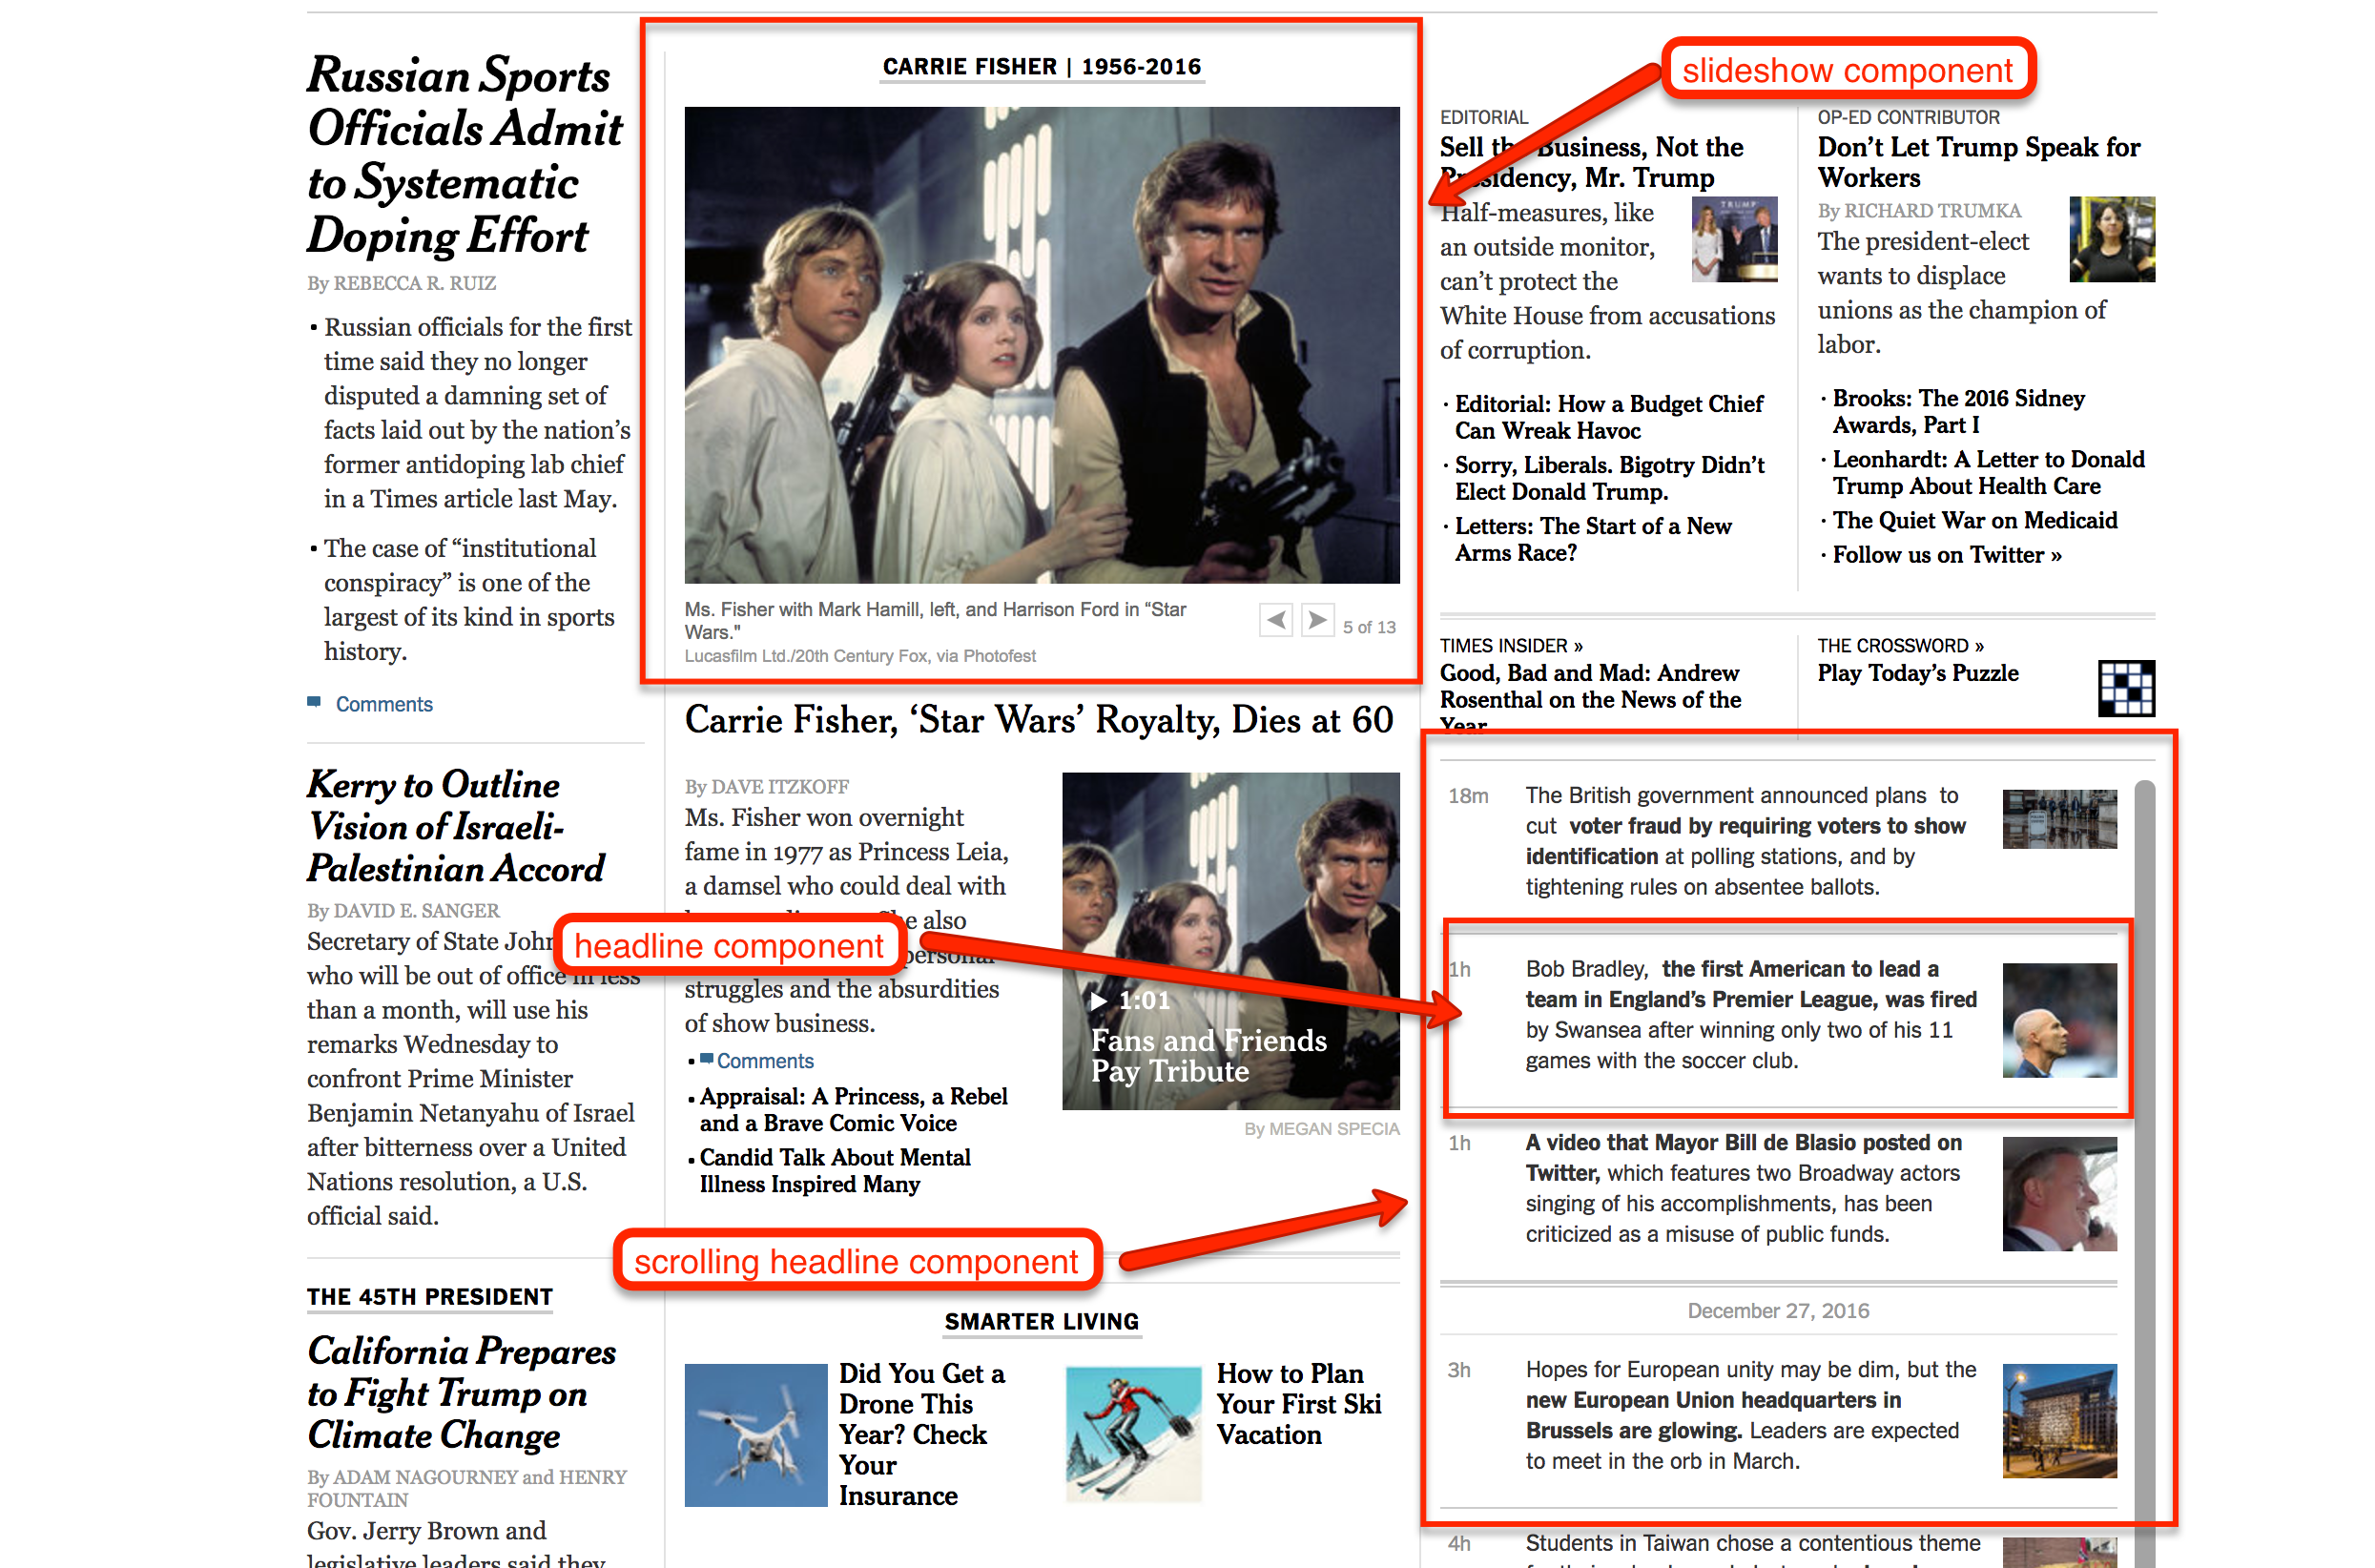 Russian Sports
Officials Admit
to Systematic
Doping Effort
By REBECCA R. RUIZ
Russian officials for the first
time said they no longer
disputed a damning set of
facts laid out by the nation’s
former antidoping lab chief
in a Times article last May.
The case of “institutional
conspiracy” is one of the
largest of its kind in sports
history.
Comments
Kerry to Outline
Vision of Israeli-
Palestinian Accord
By DAVID E. SANGER
Secretary of State John
who will be out of office in less
than a month, will use his
remarks Wednesday to
confront Prime Minister
Benjamin Netanyahu of Israel
after bitterness over a United
Nations resolution, a U.S.
official said.
THE 45TH PRESIDENT
California Prepares
to Fight Trump on
Climate Change
By ADAM NAGOURNEY and HENRY
FOUNTAIN
Gov. Jerry Brown and
legislative leaders said they
CARRIE FISHER | 1956-2016
Ms. Fisher with Mark Hamill, left, and Harrison Ford in “Star
Wars."
Lucasfilm Ltd./20th Century Fox, via Photofest
5 of 13
Carrie Fisher, ‘Star Wars’ Royalty, Dies at 60
By DAVE ITZKOFF
Ms. Fisher won overnight
fame in 1977 as Princess Leia,
a damsel who could deal with
also
personal
struggles and the absurdities
of show business.
Comments
Appraisal: A Princess, a Rebel
and a Brave Comic Voice
Candid Talk About Mental
Illness Inspired Many
1:01
Fans and Friends
Pay Tribute
By MEGAN SPECIA
headline component
scrolling headline component
SMARTER LIVING
Did You Get a
Drone This
Year? Check
Your
Insurance
How to Plan
Your First Ski
Vacation
slideshow component
EDITORIAL
Sell the Business, Not the
Presidency, Mr. Trump
Half-measures, like
an outside monitor,
can’t protect the
White House from accusations
of corruption.
Editorial: How a Budget Chief
Can Wreak Havoc
Sorry, Liberals. Bigotry Didn’t
Elect Donald Trump.
Letters: The Start of a New
Arms Race?
OP-ED CONTRIBUTOR
Don’t Let Trump Speak for
Workers
By RICHARD TRUMKA
The president-elect
wants to displace
unions as the champion of
labor.
Brooks: The 2016 Sidney
Awards, Part I
Leonhardt: A Letter to Donald
Trump About Health Care
The Quiet War on Medicaid
Follow us on Twitter »
TRUMP
TIMES INSIDER »
Good, Bad and Mad: Andrew
Rosenthal on the News of the
Year
THE CROSSWORD »
Play Today’s Puzzle
18m
The British government announced plans to
cut voter fraud by requiring voters to show
identification at polling stations, and by
tightening rules on absentee ballots.
1h
Bob Bradley, the first American to lead a
team in England’s Premier League, was fired
by Swansea after winning only two of his 11
games with the soccer club.
1h
A video that Mayor Bill de Blasio posted on
Twitter, which features two Broadway actors
singing of his accomplishments, has been
criticized as a misuse of public funds.
December 27, 2016
3h
Hopes for European unity may be dim, but the
new European Union headquarters in
Brussels are glowing. Leaders are expected
to meet in the orb in March.
4h
Students in Taiwan chose a contentious theme